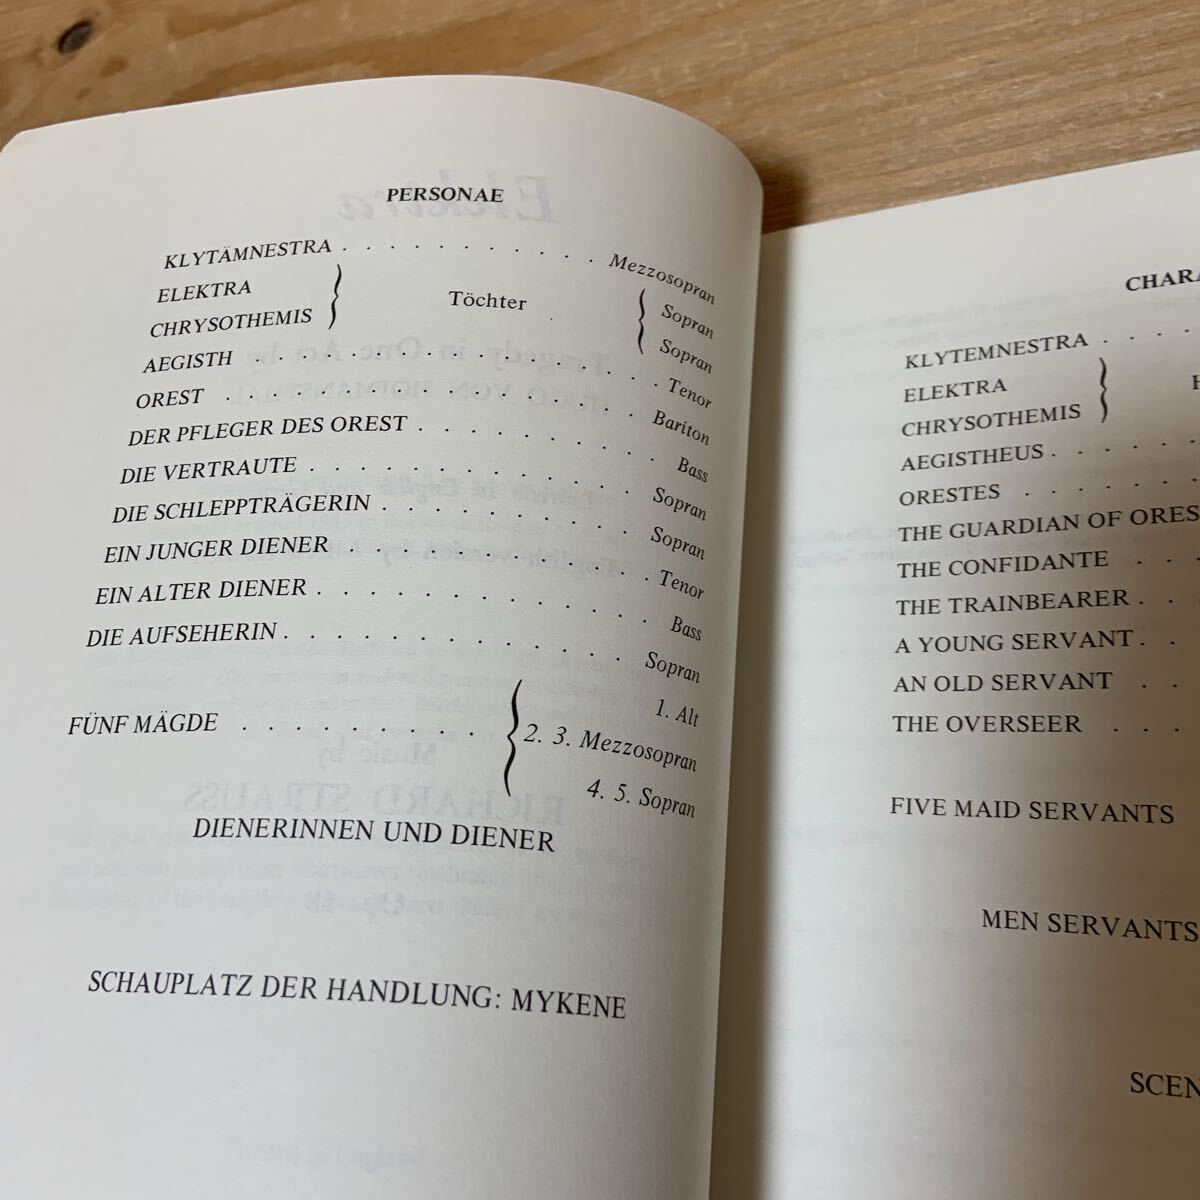 PERSONAE
KLYTÄMNESTRA . . . . . . . . . . Mezzosopran
ELEKTRA } Töchter { Sopran
CHRYSOTHEMIS } { Sopran
AEGISTH . . . . . . . . . . . . . . Tenor
OREST . . . . . . . . . . . . . . Bariton
DER PFLEGER DES OREST . . . . . . . . . Bass
DIE VERTRAUTE . . . . . . . . . . . . Sopran
DIE SCHLEPPTRÄGERIN . . . . . . . . . Sopran
EIN JUNGER DIENER . . . . . . . . . . Tenor
EIN ALTER DIENER . . . . . . . . . . . . Bass
DIE AUFSEHERIN . . . . . . . . . . . . Sopran
1. Alt
FÜNF MÄGDE . . . . . . . . . { 2. 3. Mezzosopran
4. 5. Sopran
DIENERINNEN UND DIENER
SCHAUPLATZ DER HANDLUNG: MYKENE
CHARA
KLYTEMNESTRA . . .
ELEKTRA } H
CHRYSOTHEMIS }
AEGISTHEUS . . . .
ORESTES . . . . .
THE GUARDIAN OF ORES
THE CONFIDANTE . .
THE TRAINBEARER . .
A YOUNG SERVANT . .
AN OLD SERVANT . .
THE OVERSEER . . .
FIVE MAID SERVANTS
MEN SERVANTS
SCEN